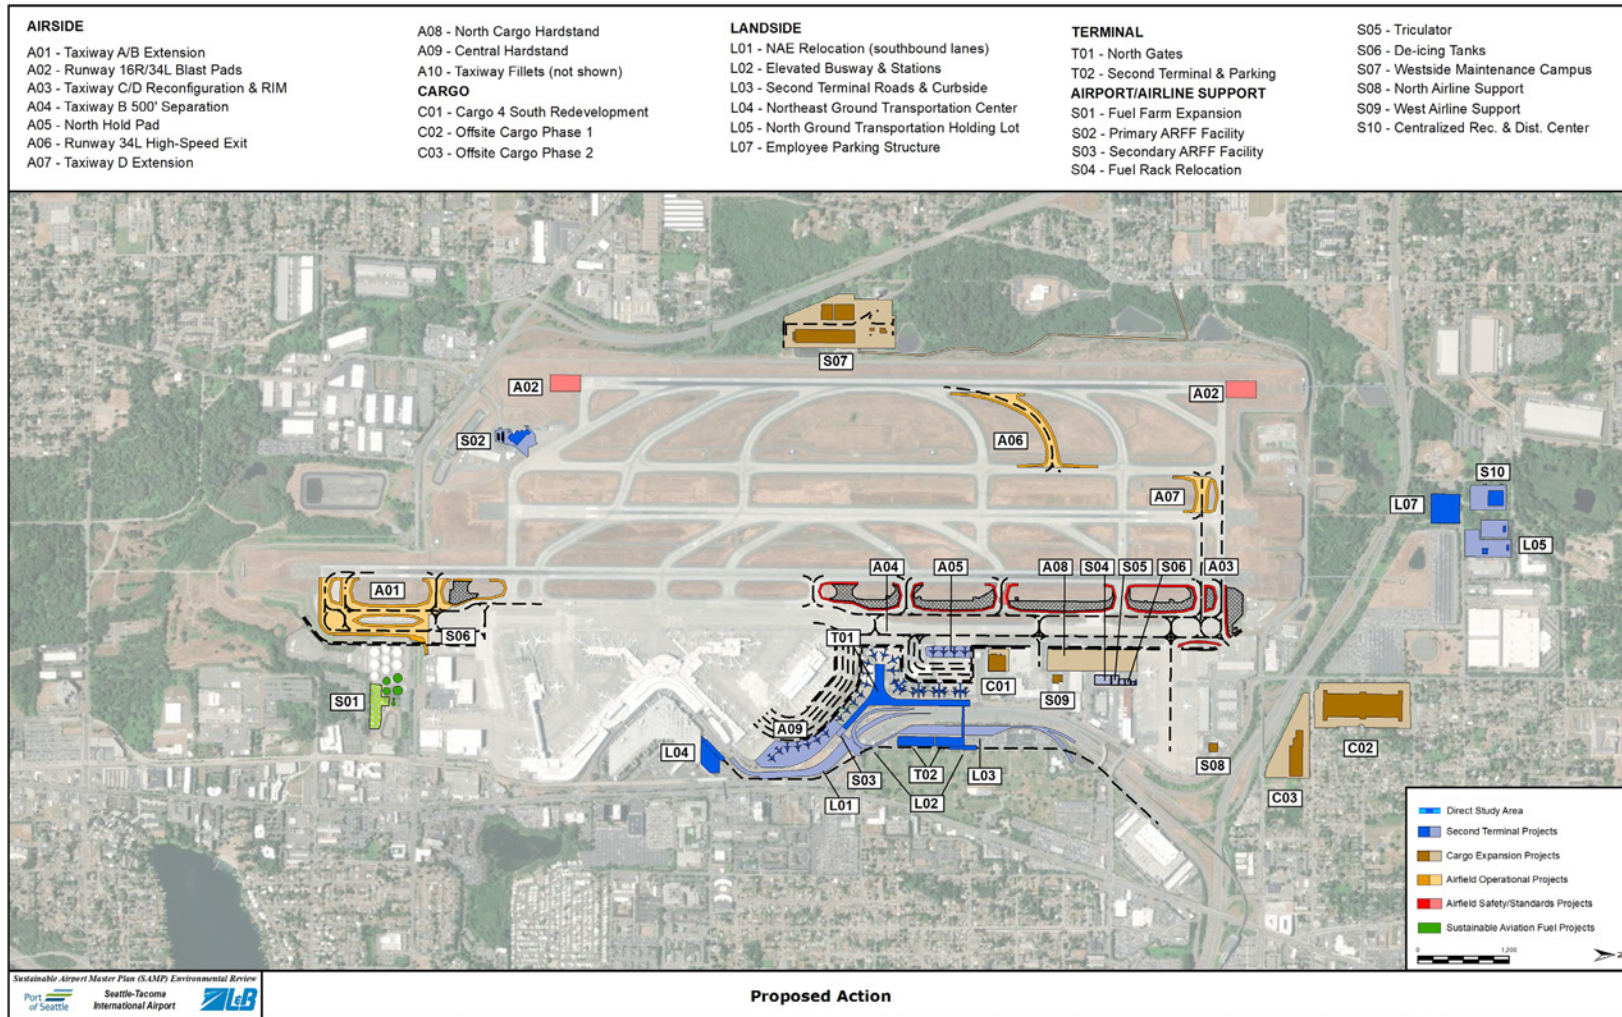 AIRSIDE
A01 - Taxiway A/B Extension
A02 - Runway 16R/34L Blast Pads
A03 - Taxiway C/D Reconfiguration & RIM
A04 - Taxiway B 500' Separation
A05 - North Hold Pad
A06 - Runway 34L High-Speed Exit
A07 - Taxiway D Extension
A08 - North Cargo Hardstand
A09 - Central Hardstand
A10 - Taxiway Fillets (not shown)
CARGO
C01 - Cargo 4 South Redevelopment
C02 - Offsite Cargo Phase 1
C03 - Offsite Cargo Phase 2
LANDSIDE
L01 - NAE Relocation (southbound lanes)
L02 - Elevated Busway & Stations
L03 - Second Terminal Roads & Curbside
L04 - Northeast Ground Transportation Center
L05 - North Ground Transportation Holding Lot
L07 - Employee Parking Structure
TERMINAL
T01 - North Gates
T02 - Second Terminal & Parking
AIRPORT/AIRLINE SUPPORT
S01 - Fuel Farm Expansion
S02 - Primary ARFF Facility
S03 - Secondary ARFF Facility
S04 - Fuel Rack Relocation
S05 - Triculator
S06 - De-icing Tanks
S07 - Westside Maintenance Campus
S08 - North Airline Support
S09 - West Airline Support
S10 - Centralized Rec. & Dist. Center
S07
A02
A02
S02
A06
S10
A07
L07
L05
A01
A04
A05
A08
S04
S05
S06
A03
S06
T01
S01
C01
S09
A09
L04
S03
T02
L03
S08
C02
L01
L02
C03
Direct Study Area
Second Terminal Projects
Cargo Expansion Projects
Airfield Operational Projects
Airfield Safety/Standards Projects
Sustainable Aviation Fuel Projects
0 1,200
Sustainable Airport Master Plan (SAMP) Environmental Review
Port of Seattle
Seattle-Tacoma
International Airport
L&B
Proposed Action